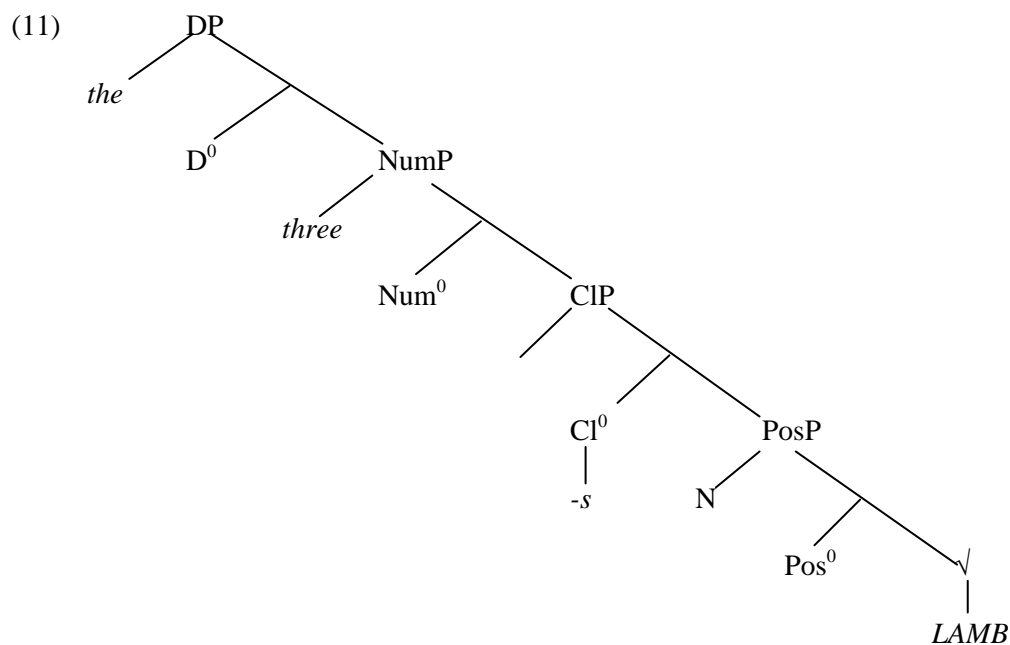 (11) DP
the
D⁰ NumP
three
Num⁰ ClP
Cl⁰ PosP
-s N
Pos⁰ √
LAMB